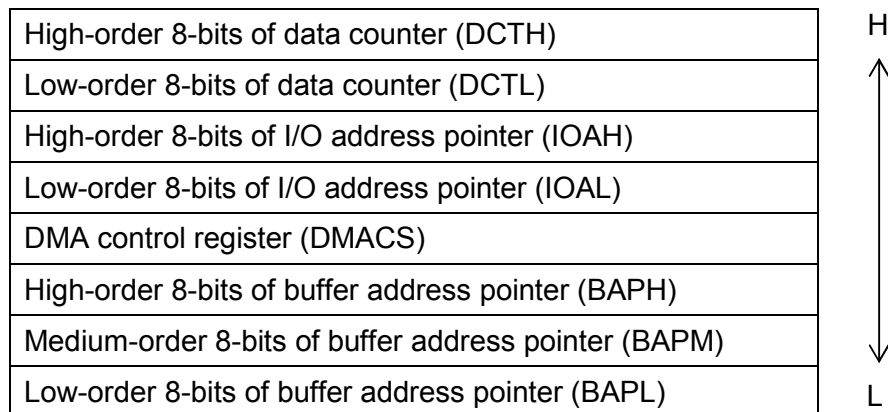 High-order 8-bits of data counter (DCTH)
H
Low-order 8-bits of data counter (DCTL)
High-order 8-bits of I/O address pointer (IOAH)
Low-order 8-bits of I/O address pointer (IOAL)
DMA control register (DMACS)
High-order 8-bits of buffer address pointer (BAPH)
Medium-order 8-bits of buffer address pointer (BAPM)
Low-order 8-bits of buffer address pointer (BAPL)
L